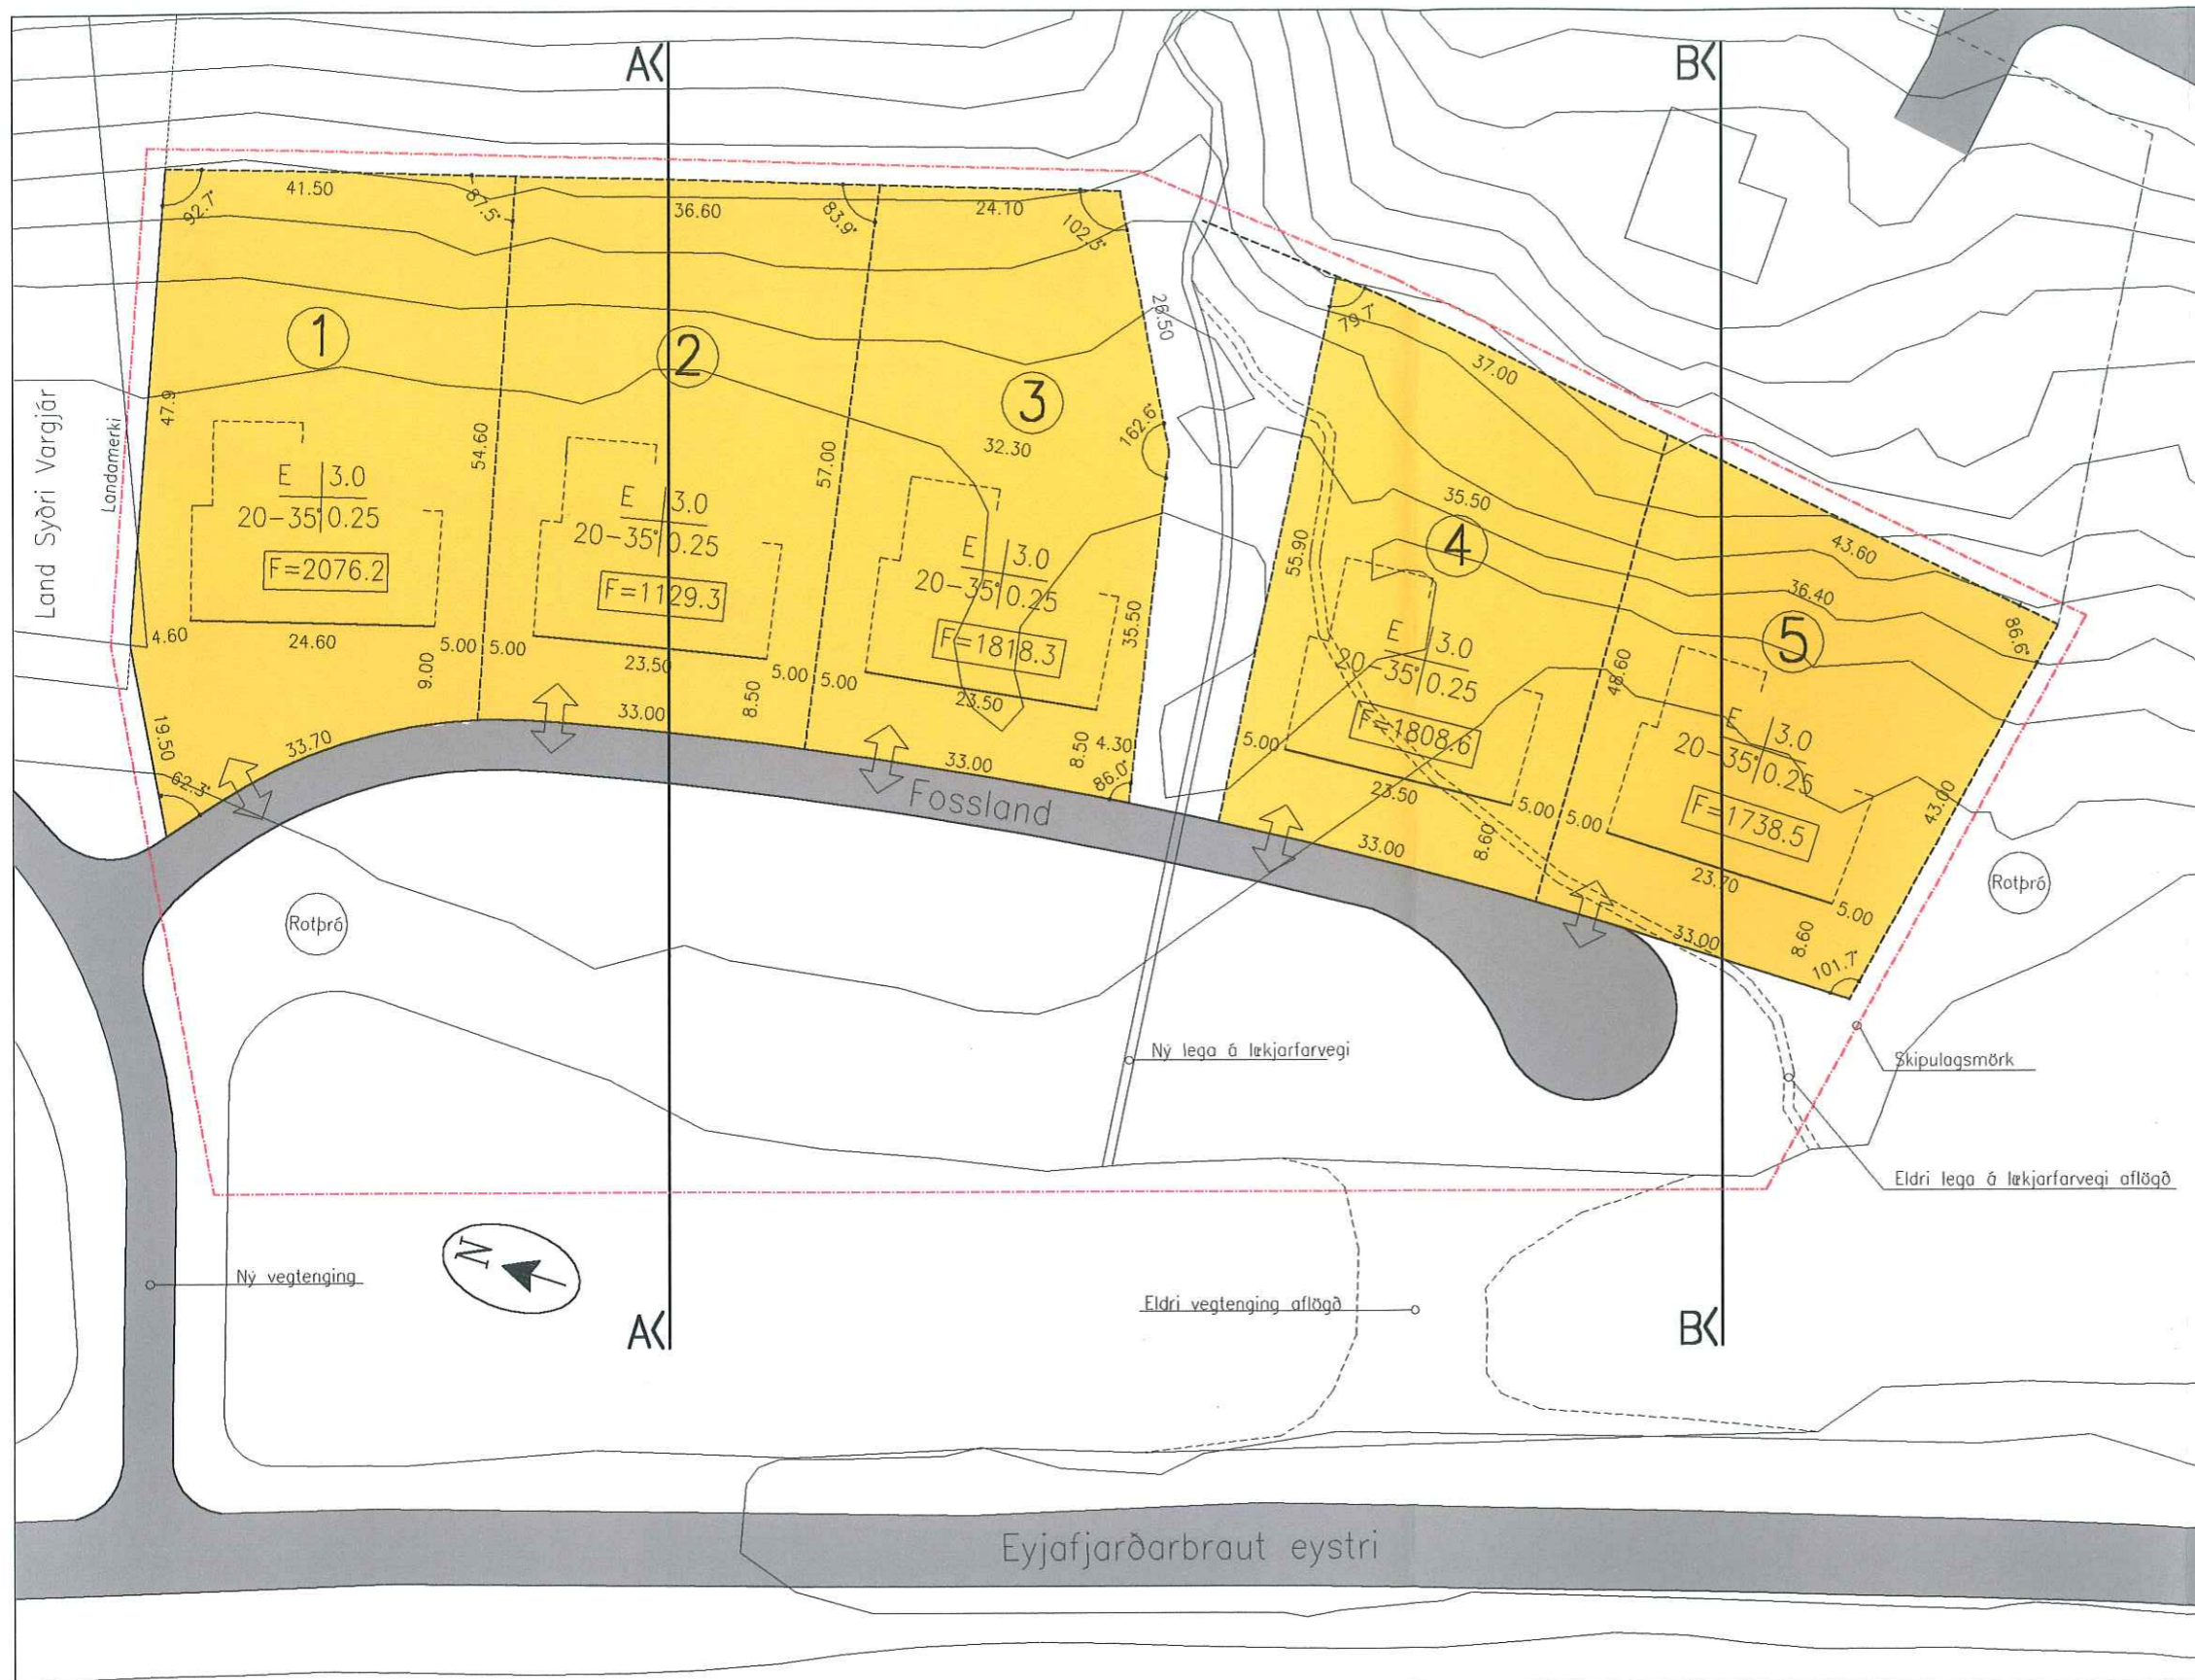 A
B
41.50
36.60
24.10
92.7°
87.5°
83.9°
102.3°
26.50
79.7°
37.00
1
2
3
4
5
47.9
54.60
57.00
32.30
162.6°
35.50
55.90
43.60
36.40
48.60
86.6°
43.00
Land Syðri Vargjár
Landamerki
E 3.0
20-35° 0.25
F=2076.2
E 3.0
20-35° 0.25
F=1129.3
E 3.0
20-35° 0.25
F=1818.3
35.50
E 3.0
20-35° 0.25
F=1808.6
E 3.0
20-35° 0.25
F=1738.5
4.60
24.60
9.00
5.00
5.00
23.50
8.50
5.00
5.00
23.50
8.50
4.30
86.0°
5.00
23.50
8.60
5.00
5.00
23.70
8.60
5.00
101.7°
19.50
62.3°
33.70
33.00
33.00
33.00
33.00
Fossland
Rotþró
Rotþró
Ný lega á lækjarfarvegi
Skipulagsmörk
Eldri lega á lækjarfarvegi aflögð
N
Ný vegtenging
Eldri vegtenging aflögð
A
B
Eyjafjarðarbraut eystri